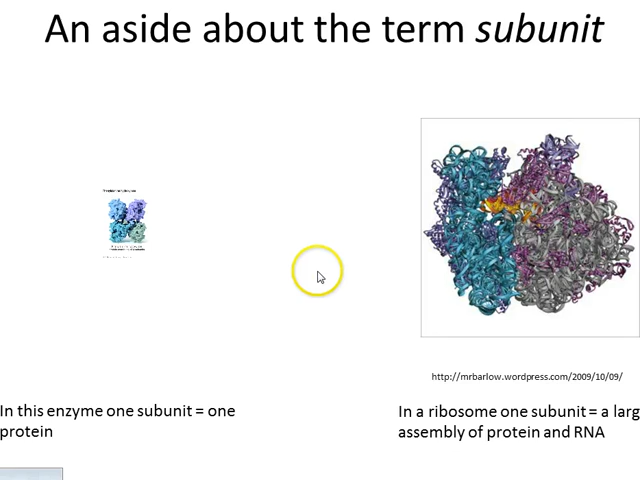 An aside about the term subunit
http://mrbarlow.wordpress.com/2009/10/09/
In this enzyme one subunit = one
protein
In a ribosome one subunit = a larg
assembly of protein and RNA